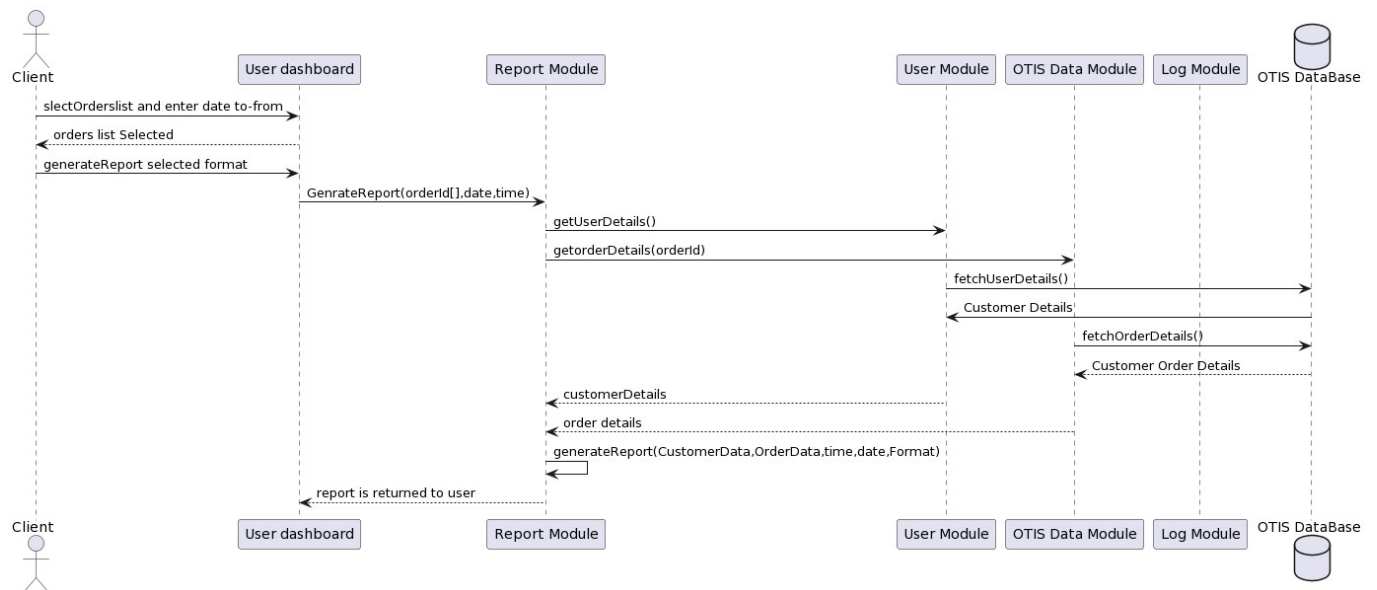 Client
User dashboard
Report Module
User Module
OTIS Data Module
Log Module
OTIS DataBase
slectOrderslist and enter date to-from
orders list Selected
generateReport selected format
GenrateReport(orderId[],date,time)
getUserDetails()
getorderDetails(orderId)
fetchUserDetails()
Customer Details
fetchOrderDetails()
Customer Order Details
customerDetails
order details
generateReport(CustomerData,OrderData,time,date,Format)
report is returned to user
Client
User dashboard
Report Module
User Module
OTIS Data Module
Log Module
OTIS DataBase